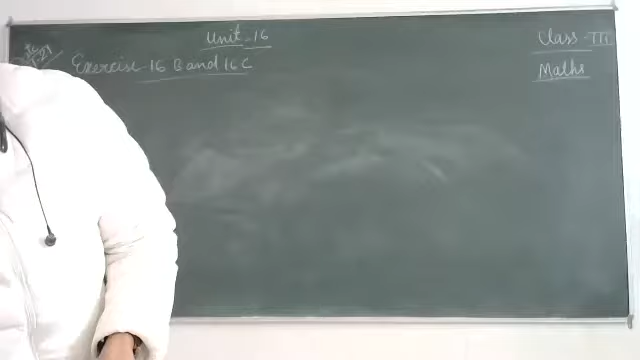 Unit - 16
Class - III
Exercise 16 B and 16 C
Maths